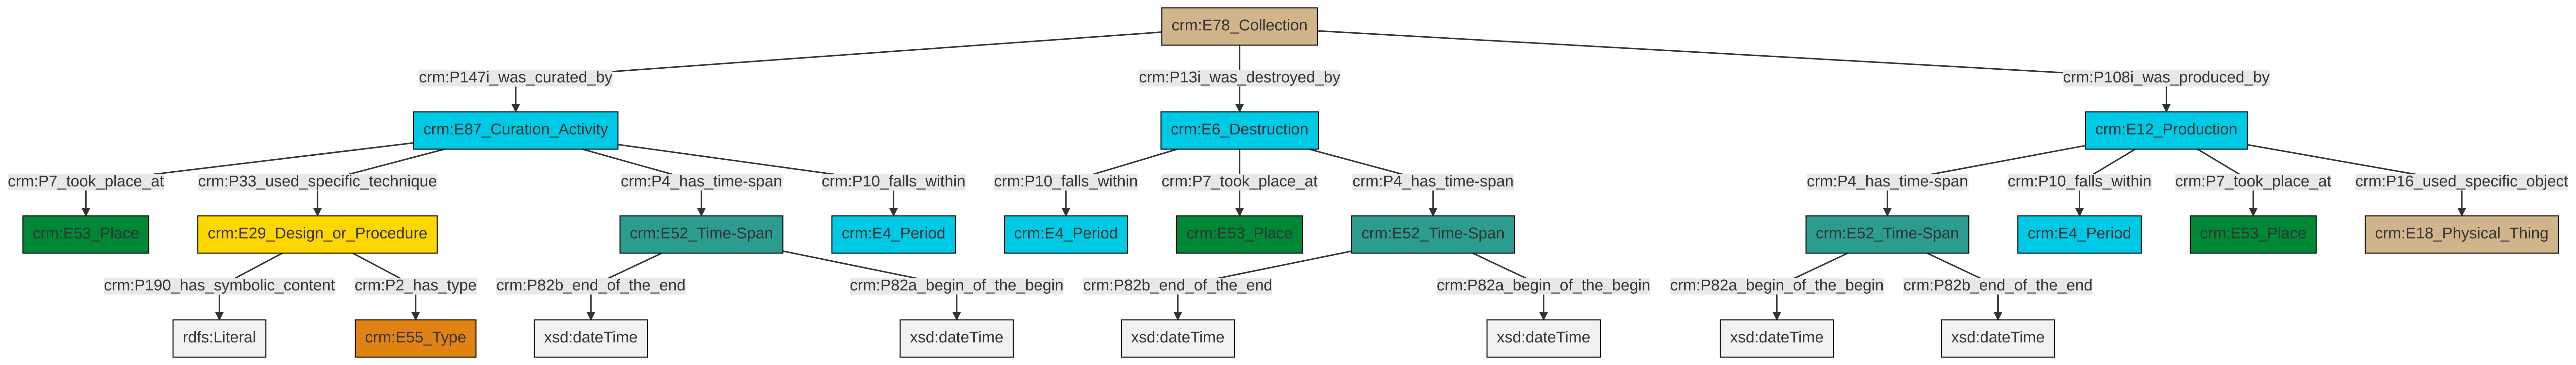 crm:E78_Collection
crm:P147i_was_curated_by
crm:P13i_was_destroyed_by
crm:P108i_was_produced_by
crm:E87_Curation_Activity
crm:E6_Destruction
crm:E12_Production
crm:P7_took_place_at
crm:P33_used_specific_technique
crm:P4_has_time-span
crm:P10_falls_within
crm:P10_falls_within
crm:P7_took_place_at
crm:P4_has_time-span
crm:P4_has_time-span
crm:P10_falls_within
crm:P7_took_place_at
crm:P16_used_specific_object
crm:E53_Place
crm:E29_Design_or_Procedure
crm:E52_Time-Span
crm:E4_Period
crm:E4_Period
crm:E53_Place
crm:E52_Time-Span
crm:E52_Time-Span
crm:E4_Period
crm:E53_Place
crm:E18_Physical_Thing
crm:P190_has_symbolic_content
crm:P2_has_type
crm:P82b_end_of_the_end
crm:P82a_begin_of_the_begin
crm:P82b_end_of_the_end
crm:P82a_begin_of_the_begin
crm:P82a_begin_of_the_begin
crm:P82b_end_of_the_end
rdfs:Literal
crm:E55_Type
xsd:dateTime
xsd:dateTime
xsd:dateTime
xsd:dateTime
xsd:dateTime
xsd:dateTime